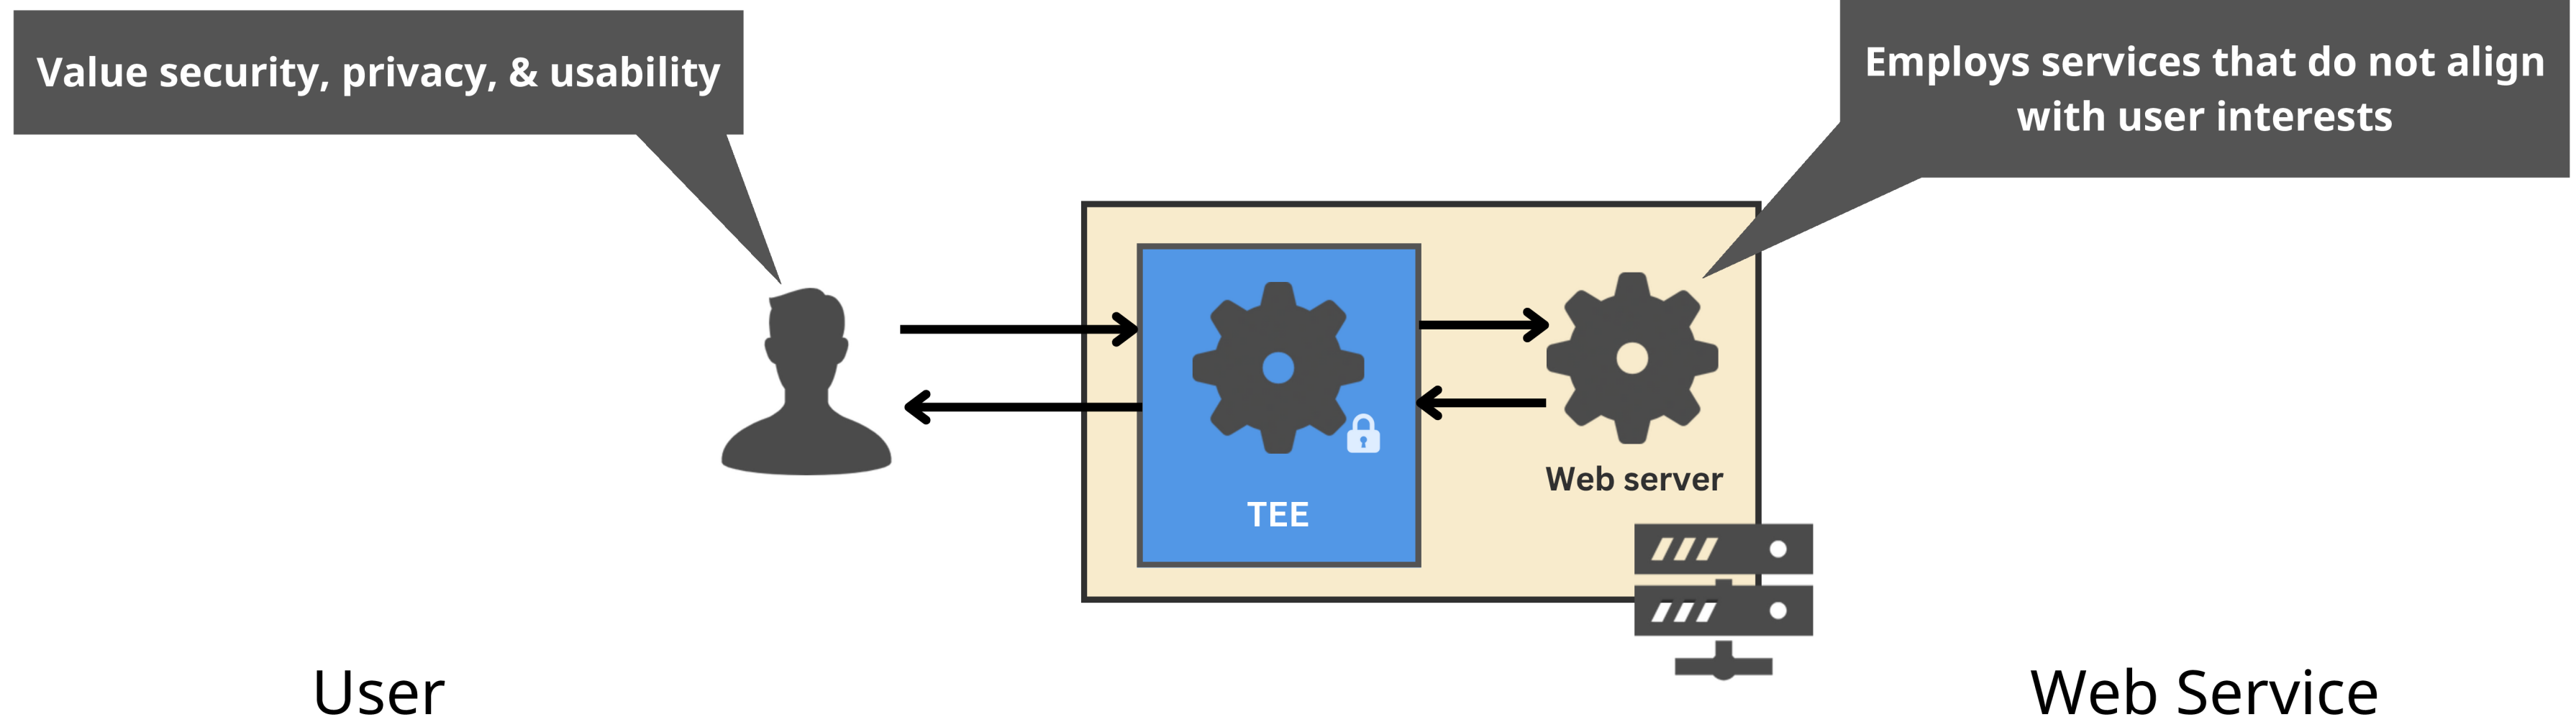 Value security, privacy, & usability
Employs services that do not align
with user interests
TEE
Web server
User
Web Service